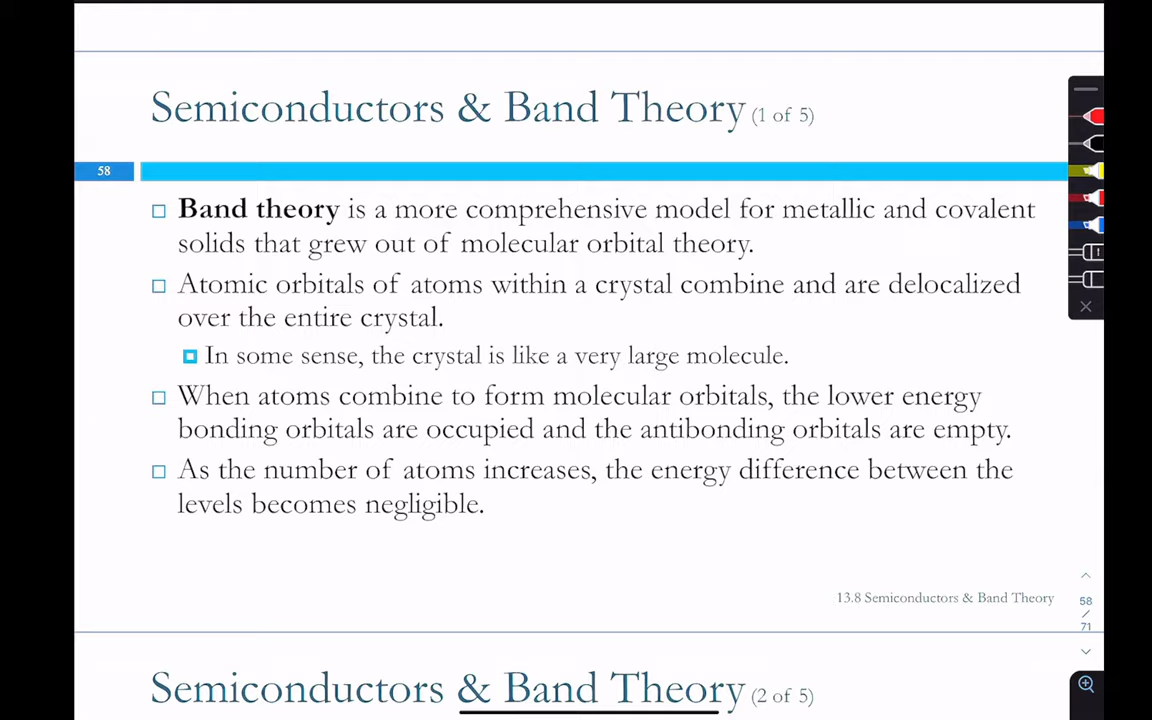 Semiconductors & Band Theory (1 of 5)
58
Band theory is a more comprehensive model for metallic and covalent
solids that grew out of molecular orbital theory.
Atomic orbitals of atoms within a crystal combine and are delocalized
over the entire crystal.
In some sense, the crystal is like a very large molecule.
When atoms combine to form molecular orbitals, the lower energy
bonding orbitals are occupied and the antibonding orbitals are empty.
As the number of atoms increases, the energy difference between the
levels becomes negligible.
13.8 Semiconductors & Band Theory
58
/
71
Semiconductors & Band Theory (2 of 5)